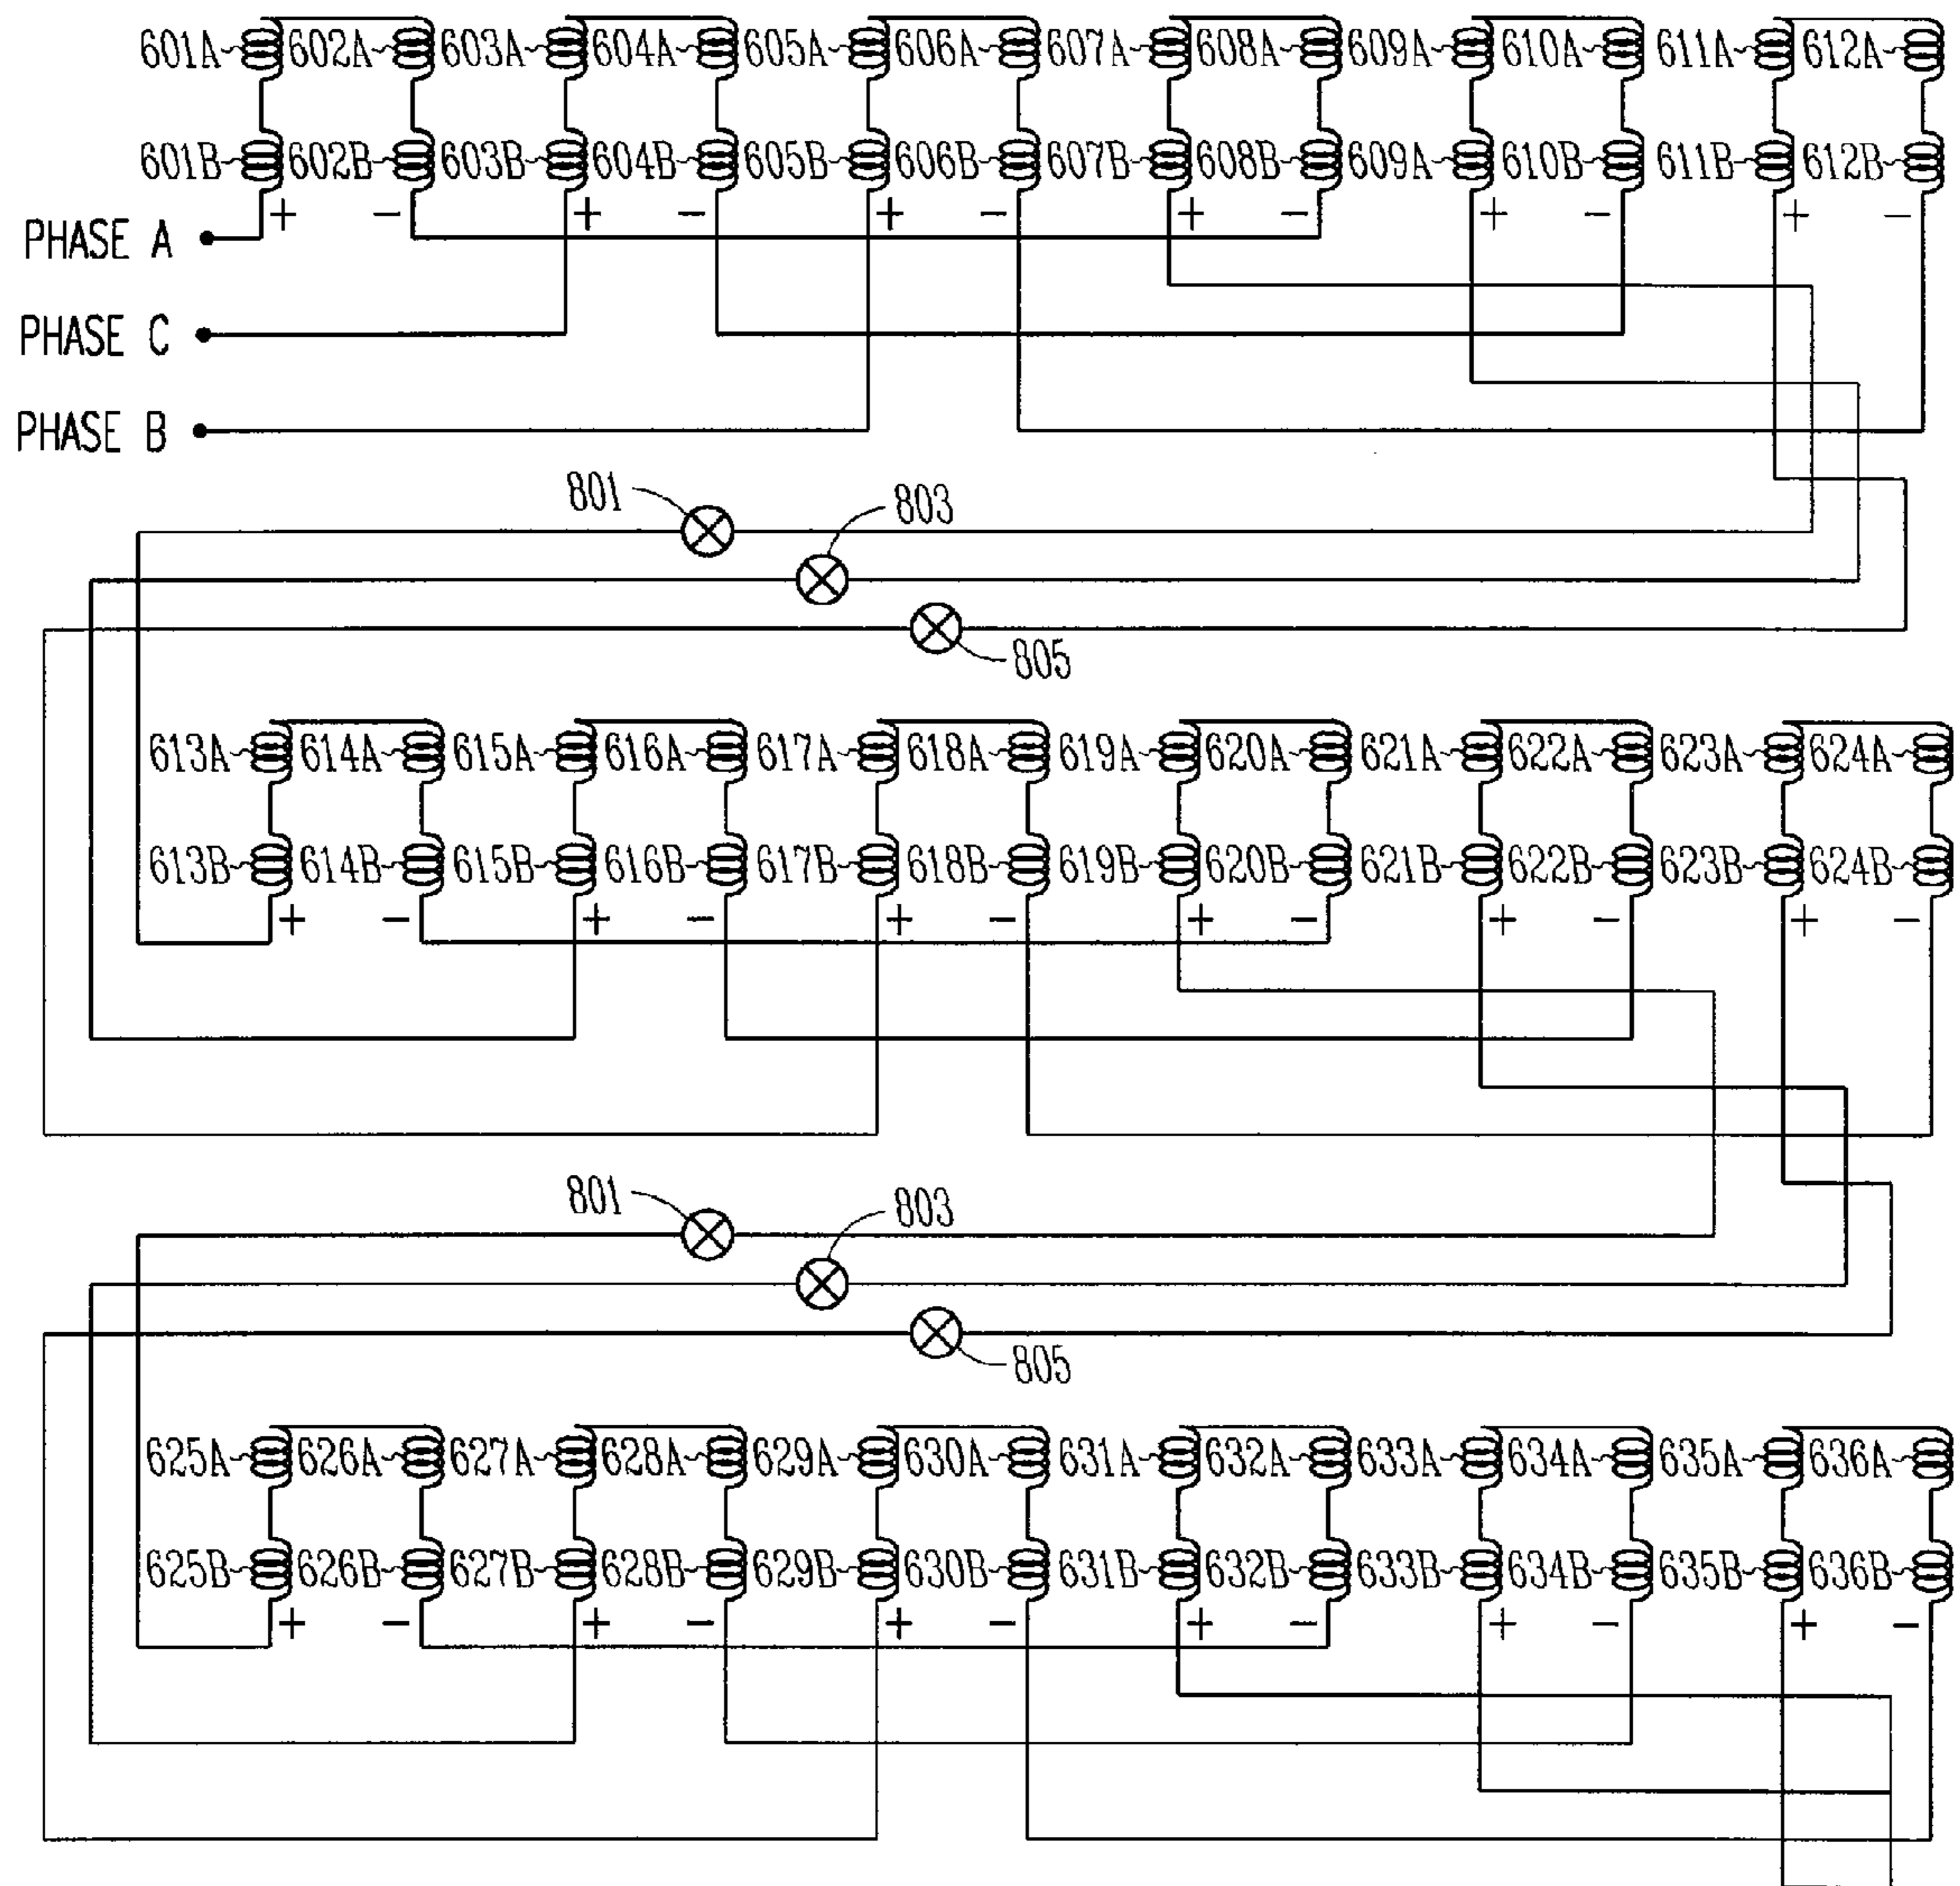 601A 602A 603A 604A 605A 606A 607A 608A 609A 610A 611A 612A
601B 602B 603B 604B 605B 606B 607B 608B 609A 610B 611B 612B
+ − + − + − + − + − + −
PHASE A
PHASE C
PHASE B
801
803
805
613A 614A 615A 616A 617A 618A 619A 620A 621A 622A 623A 624A
613B 614B 615B 616B 617B 618B 619B 620B 621B 622B 623B 624B
+ − + − + − + − + − + −
801
803
805
625A 626A 627A 628A 629A 630A 631A 632A 633A 634A 635A 636A
625B 626B 627B 628B 629B 630B 631B 632B 633B 634B 635B 636B
+ − + − + − + − + − + −